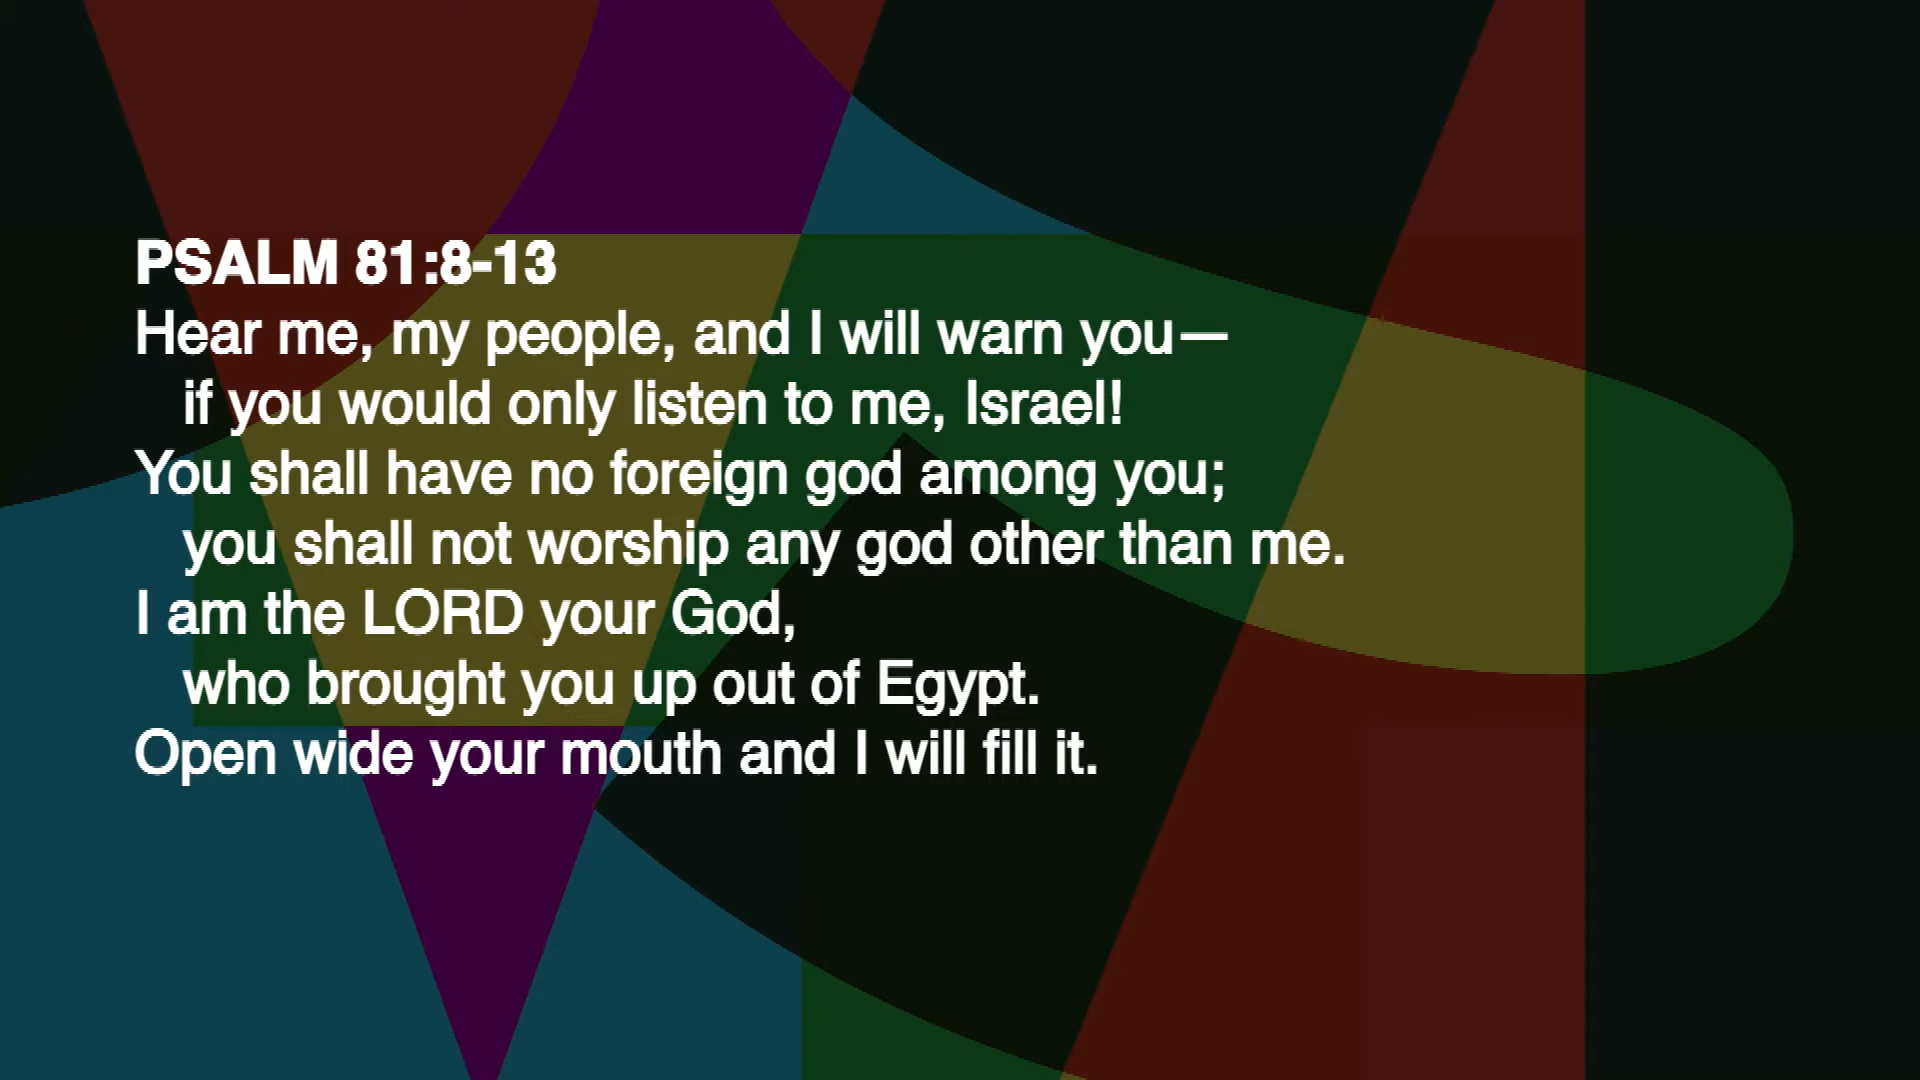 PSALM 81:8-13
Hear me, my people, and I will warn you—
if you would only listen to me, Israel!
You shall have no foreign god among you;
you shall not worship any god other than me.
I am the LORD your God,
who brought you up out of Egypt.
Open wide your mouth and I will fill it.